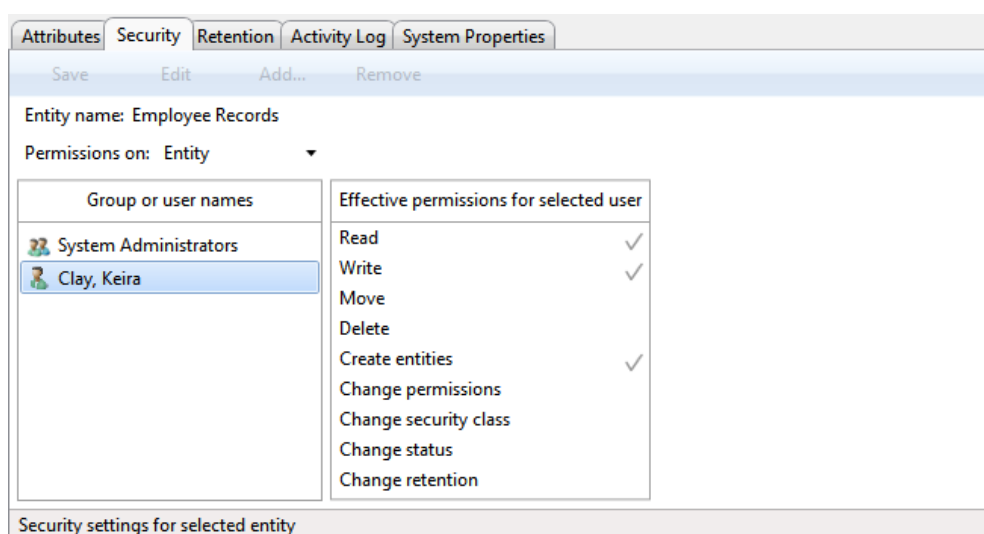 Attributes Security Retention Activity Log System Properties
Save Edit Add... Remove
Entity name: Employee Records
Permissions on: Entity
Group or user names
System Administrators
Clay, Keira
Effective permissions for selected user
Read
Write
Move
Delete
Create entities
Change permissions
Change security class
Change status
Change retention
Security settings for selected entity